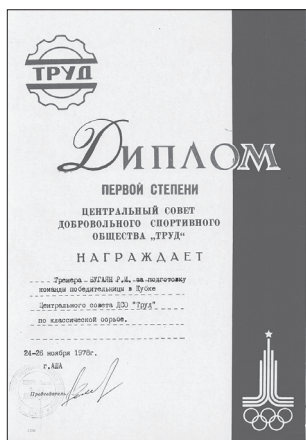 ТРУД
ДИПЛОМ
ПЕРВОЙ СТЕПЕНИ
ЦЕНТРАЛЬНЫЙ СОВЕТ
ДОБРОВОЛЬНОГО СПОРТИВНОГО
ОБЩЕСТВА „ТРУД“
НАГРАЖДАЕТ
Тренера БУГАЯН Р.М. за подготовку
команды победительницы в Кубке
Центрального совета ДСО "Труд"
по классической борьбе.
24-26 ноября 1978г.
г.АША
Председатель